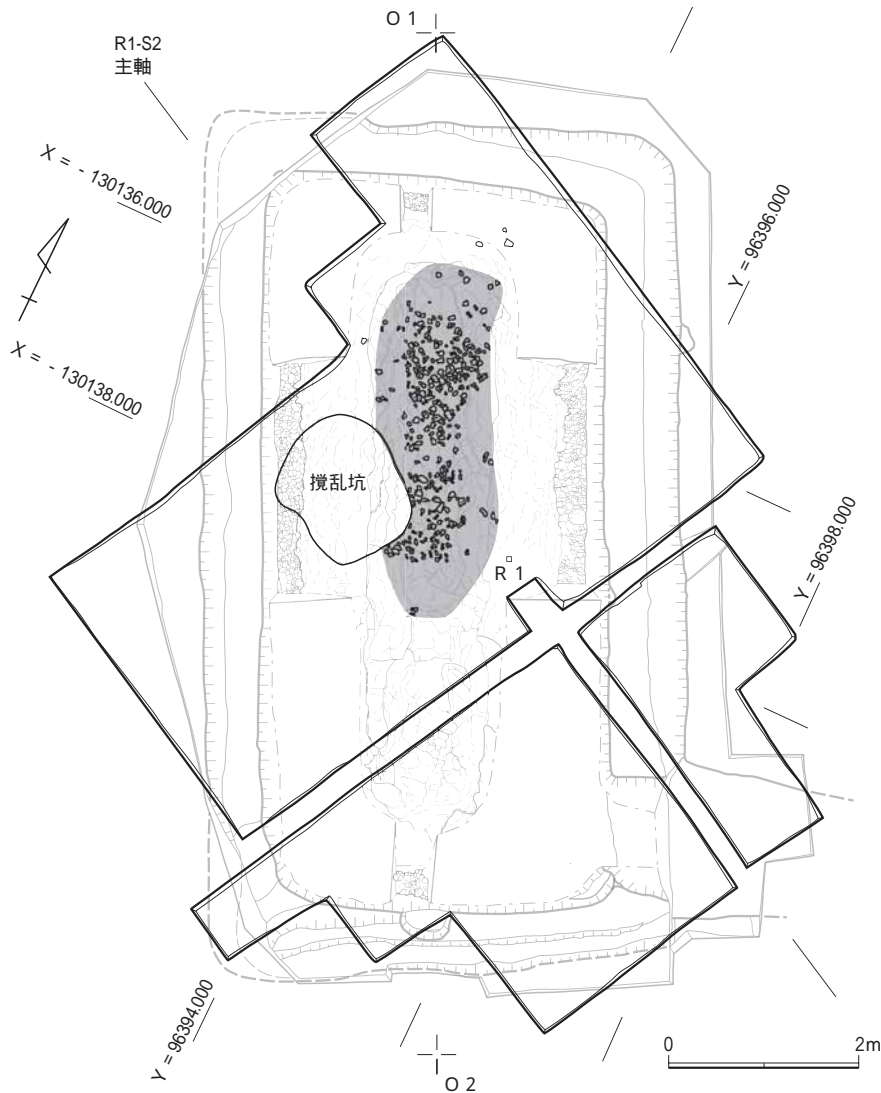 O 1
R1-S2
主軸
X = - 130136.000
Y = 96396.000
X = - 130138.000
撹乱坑
Y = 96398.000
R 1
Y = 96394.000
0 2m
O 2